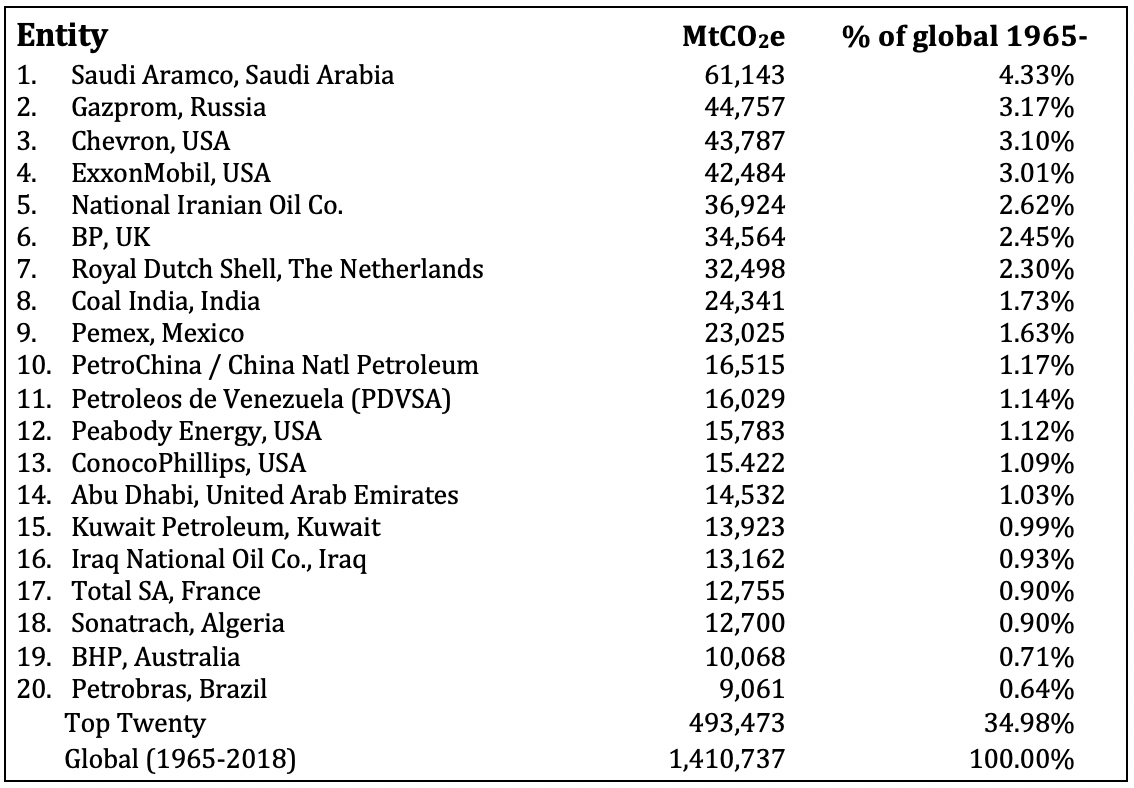 Entity MtCO₂e % of global 1965-
1. Saudi Aramco, Saudi Arabia 61,143 4.33%
2. Gazprom, Russia 44,757 3.17%
3. Chevron, USA 43,787 3.10%
4. ExxonMobil, USA 42,484 3.01%
5. National Iranian Oil Co. 36,924 2.62%
6. BP, UK 34,564 2.45%
7. Royal Dutch Shell, The Netherlands 32,498 2.30%
8. Coal India, India 24,341 1.73%
9. Pemex, Mexico 23,025 1.63%
10. PetroChina / China Natl Petroleum 16,515 1.17%
11. Petroleos de Venezuela (PDVSA) 16,029 1.14%
12. Peabody Energy, USA 15,783 1.12%
13. ConocoPhillips, USA 15.422 1.09%
14. Abu Dhabi, United Arab Emirates 14,532 1.03%
15. Kuwait Petroleum, Kuwait 13,923 0.99%
16. Iraq National Oil Co., Iraq 13,162 0.93%
17. Total SA, France 12,755 0.90%
18. Sonatrach, Algeria 12,700 0.90%
19. BHP, Australia 10,068 0.71%
20. Petrobras, Brazil 9,061 0.64%
Top Twenty 493,473 34.98%
Global (1965-2018) 1,410,737 100.00%